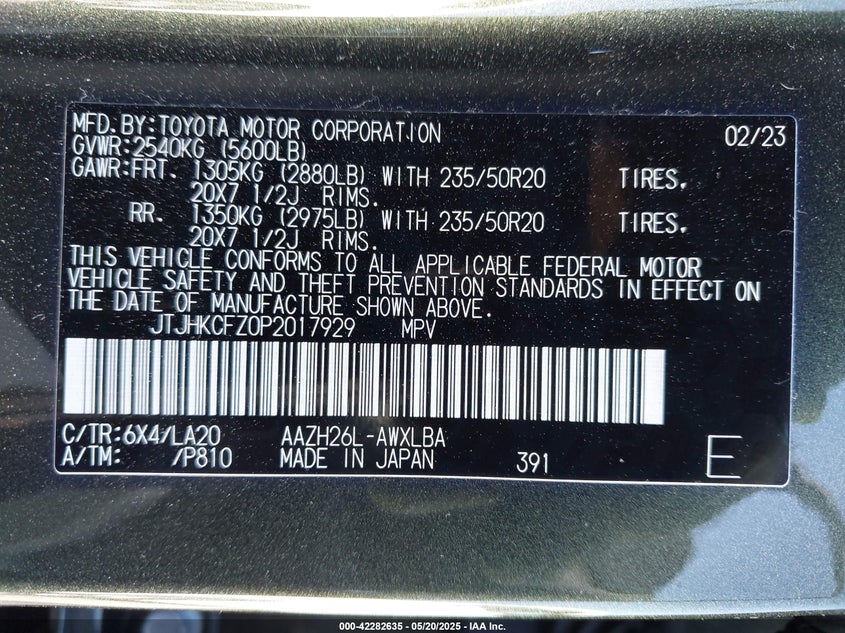 MFD.BY:TOYOTA MOTOR CORPORATION 02/23
GVWR:2540KG (5600LB)
GAWR:FRT. 1305KG (2880LB) WITH 235/50R20 TIRES.
20X7 1/2J RIMS.
RR. 1350KG (2975LB) WITH 235/50R20 TIRES.
20X7 1/2J RIMS.
THIS VEHICLE CONFORMS TO ALL APPLICABLE FEDERAL MOTOR
VEHICLE SAFETY AND THEFT PREVENTION STANDARDS IN EFFECT ON
THE DATE OF MANUFACTURE SHOWN ABOVE.
JTJHKCFZ0P2017929 MPV
C/TR:6X4/LA20 AAZH26L-AWXLBA
A/TM: /P810 MADE IN JAPAN 391 E
000-42282635 - 05/20/2025 - IAA Inc.